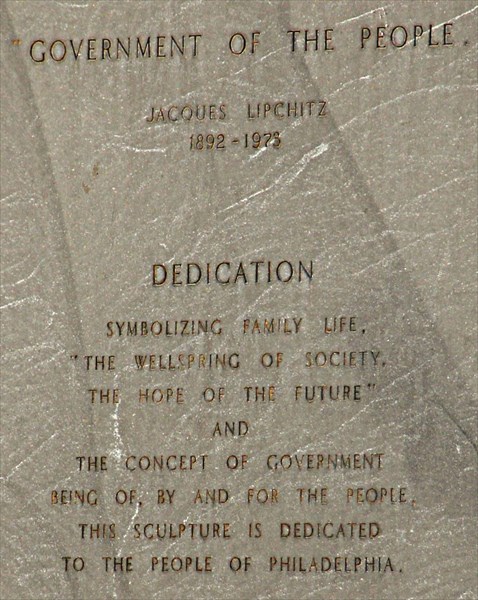 "GOVERNMENT OF THE PEOPLE.
JACQUES LIPCHITZ
1892-1973
DEDICATION
SYMBOLIZING FAMILY LIFE,
"THE WELLSPRING OF SOCIETY,
THE HOPE OF THE FUTURE"
AND
THE CONCEPT OF GOVERNMENT
BEING OF, BY AND FOR THE PEOPLE,
THIS SCULPTURE IS DEDICATED
TO THE PEOPLE OF PHILADELPHIA.